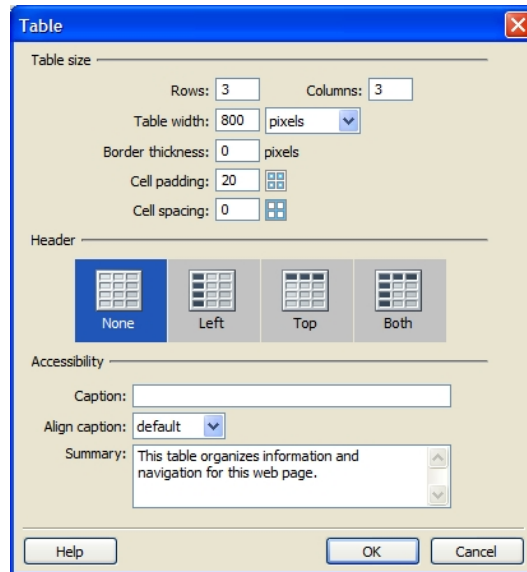 Table
Table size
Rows: 3 Columns: 3
Table width: 800 pixels
Border thickness: 0 pixels
Cell padding: 20
Cell spacing: 0
Header
None Left Top Both
Accessibility
Caption:
Align caption: default
Summary: This table organizes information and
navigation for this web page.
Help OK Cancel